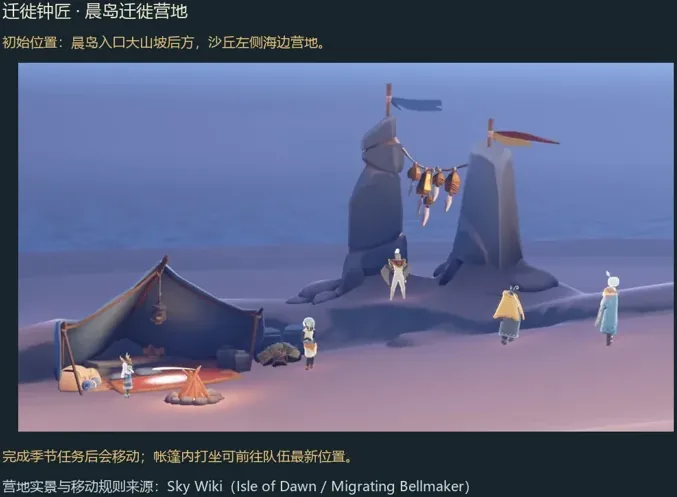 迁徙钟匠 · 晨岛迁徙营地
初始位置：晨岛入口大山坡后方，沙丘左侧海边营地。
完成季节任务后会移动；帐篷内打坐可前往队伍最新位置。
营地实景与移动规则来源：Sky Wiki（Isle of Dawn / Migrating Bellmaker）